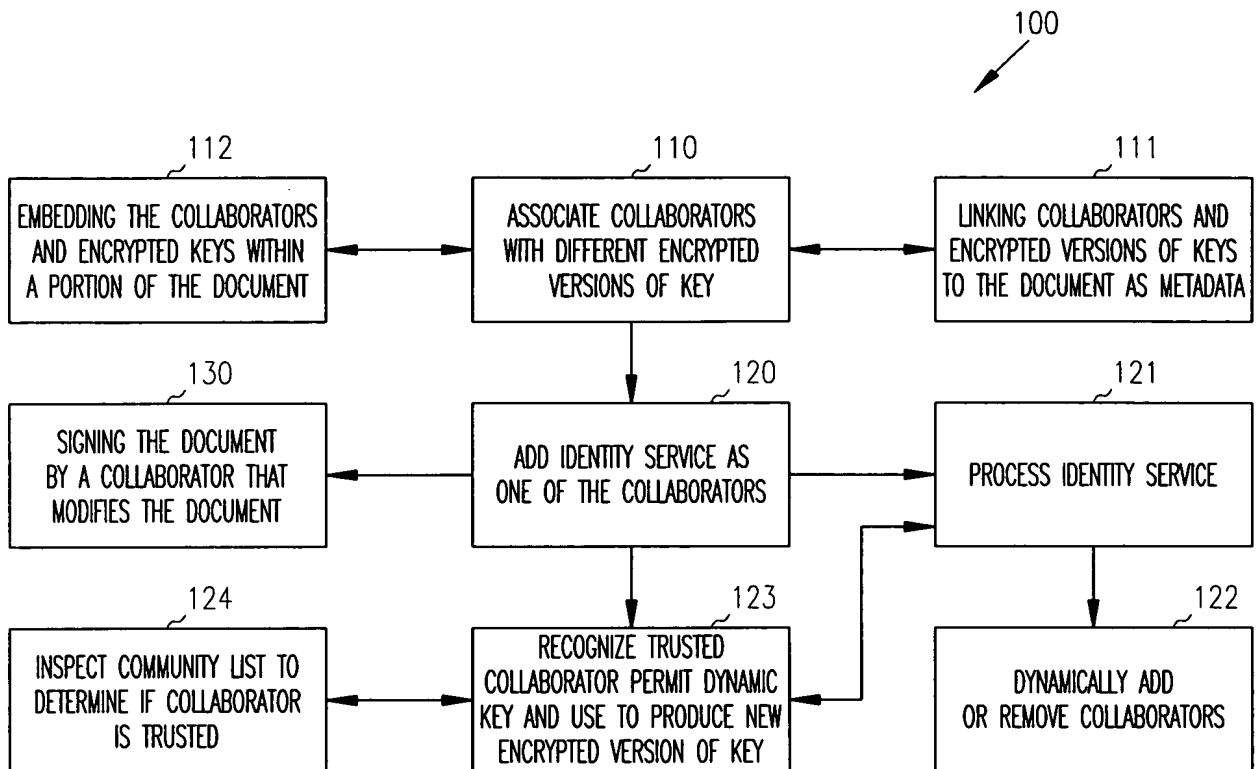 100
112
EMBEDDING THE COLLABORATORS
AND ENCRYPTED KEYS WITHIN
A PORTION OF THE DOCUMENT
110
ASSOCIATE COLLABORATORS
WITH DIFFERENT ENCRYPTED
VERSIONS OF KEY
111
LINKING COLLABORATORS AND
ENCRYPTED VERSIONS OF KEYS
TO THE DOCUMENT AS METADATA
130
SIGNING THE DOCUMENT
BY A COLLABORATOR THAT
MODIFIES THE DOCUMENT
120
ADD IDENTITY SERVICE AS
ONE OF THE COLLABORATORS
121
PROCESS IDENTITY SERVICE
124
INSPECT COMMUNITY LIST TO
DETERMINE IF COLLABORATOR
IS TRUSTED
123
RECOGNIZE TRUSTED
COLLABORATOR PERMIT DYNAMIC
KEY AND USE TO PRODUCE NEW
ENCRYPTED VERSION OF KEY
122
DYNAMICALLY ADD
OR REMOVE COLLABORATORS